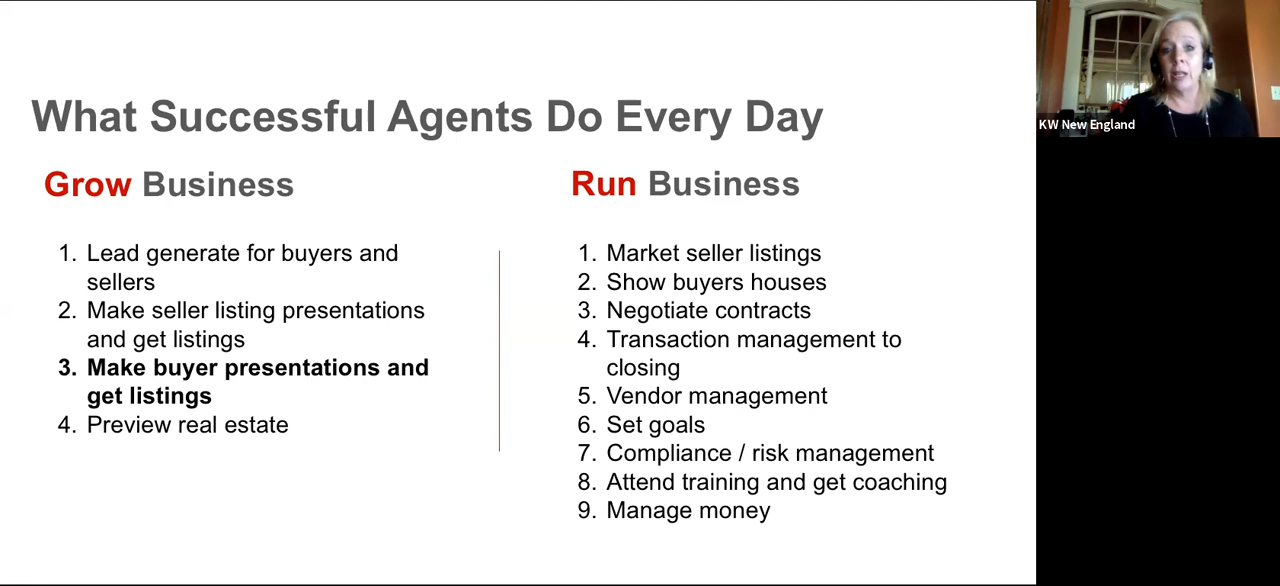 What Successful Agents Do Every Day
Grow Business
1. Lead generate for buyers and
sellers
2. Make seller listing presentations
and get listings
3. Make buyer presentations and
get listings
4. Preview real estate
Run Business
1. Market seller listings
2. Show buyers houses
3. Negotiate contracts
4. Transaction management to
closing
5. Vendor management
6. Set goals
7. Compliance / risk management
8. Attend training and get coaching
9. Manage money
KW New England